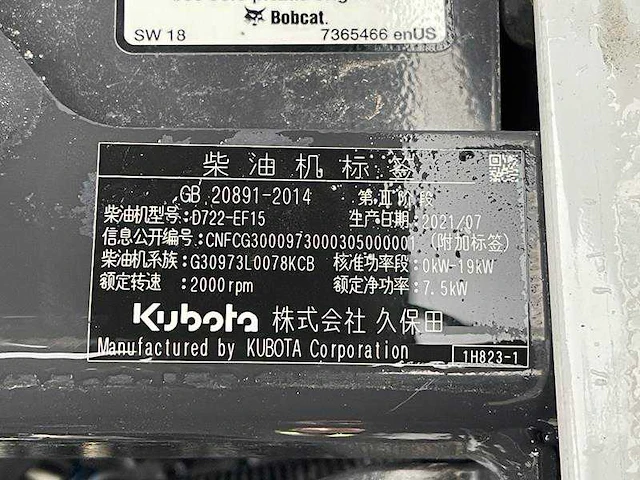 Bobcat.
SW 18 7365466 enUS
柴油机标签
GB 20891-2014 第Ⅲ阶段
柴油机型号:D722-EF15 生产日期:2021/07
信息公开编号:CNFCG3000973000305000001 (附加标签)
柴油机系族:G30973L0078KCB 核准功率段:0kW-19kW
额定转速:2000rpm 额定净功率:7.5kW
Kubota 株式会社 久保田
Manufactured by KUBOTA Corporation 1H823-1